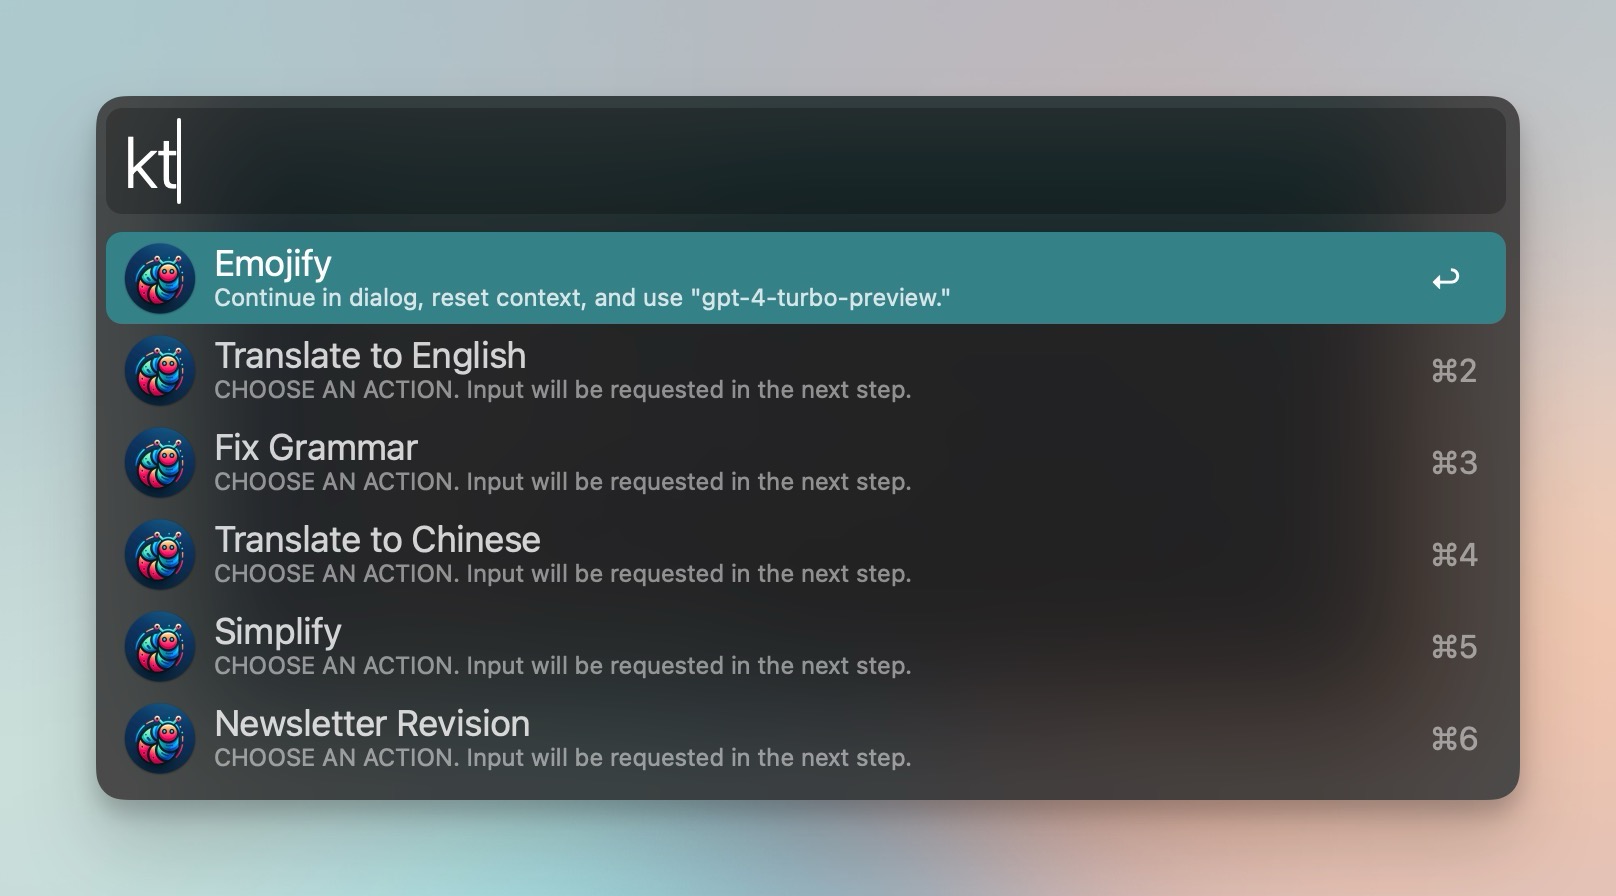 kt
Emojify
Continue in dialog, reset context, and use "gpt-4-turbo-preview."
Translate to English
CHOOSE AN ACTION. Input will be requested in the next step.
⌘2
Fix Grammar
CHOOSE AN ACTION. Input will be requested in the next step.
⌘3
Translate to Chinese
CHOOSE AN ACTION. Input will be requested in the next step.
⌘4
Simplify
CHOOSE AN ACTION. Input will be requested in the next step.
⌘5
Newsletter Revision
CHOOSE AN ACTION. Input will be requested in the next step.
⌘6